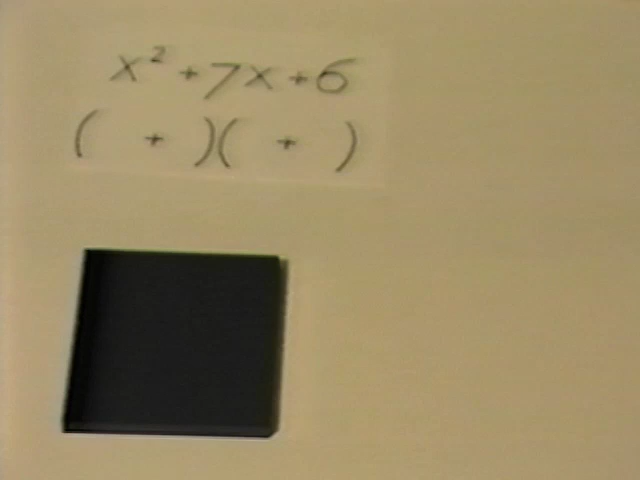 x² + 7x + 6
(   +   )(   +   )